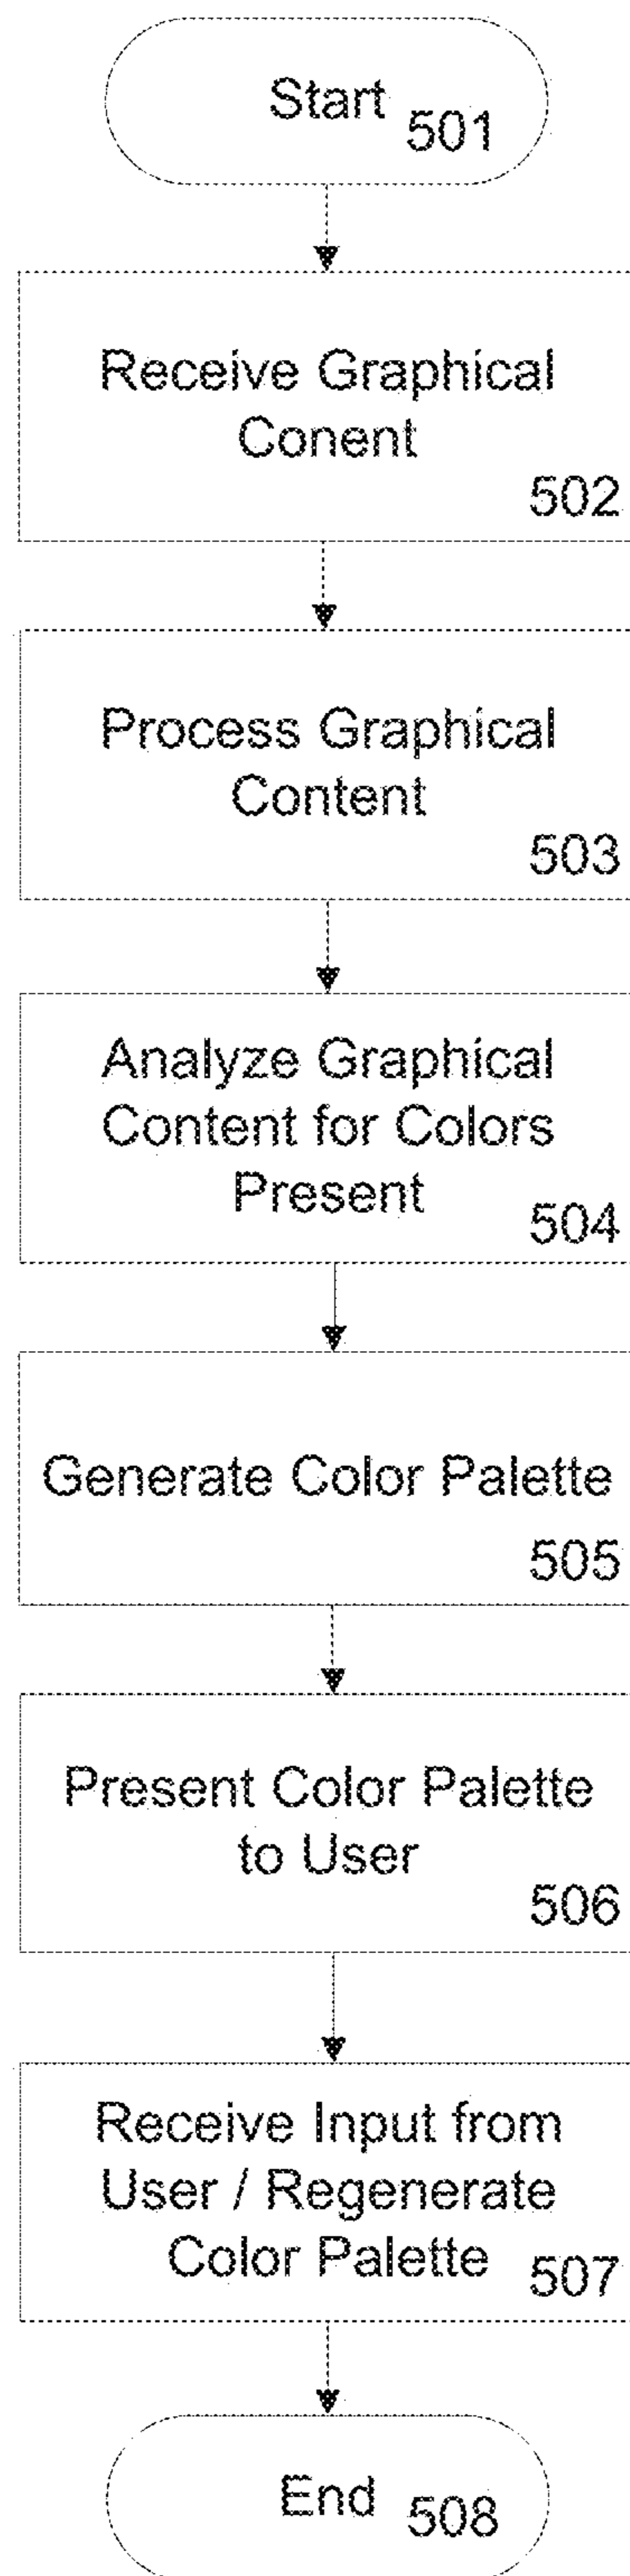 Start
501
Receive Graphical
Conent
502
Process Graphical
Content
503
Analyze Graphical
Content for Colors
Present
504
Generate Color Palette
505
Present Color Palette
to User
506
Receive Input from
User / Regenerate
Color Palette
507
End
508